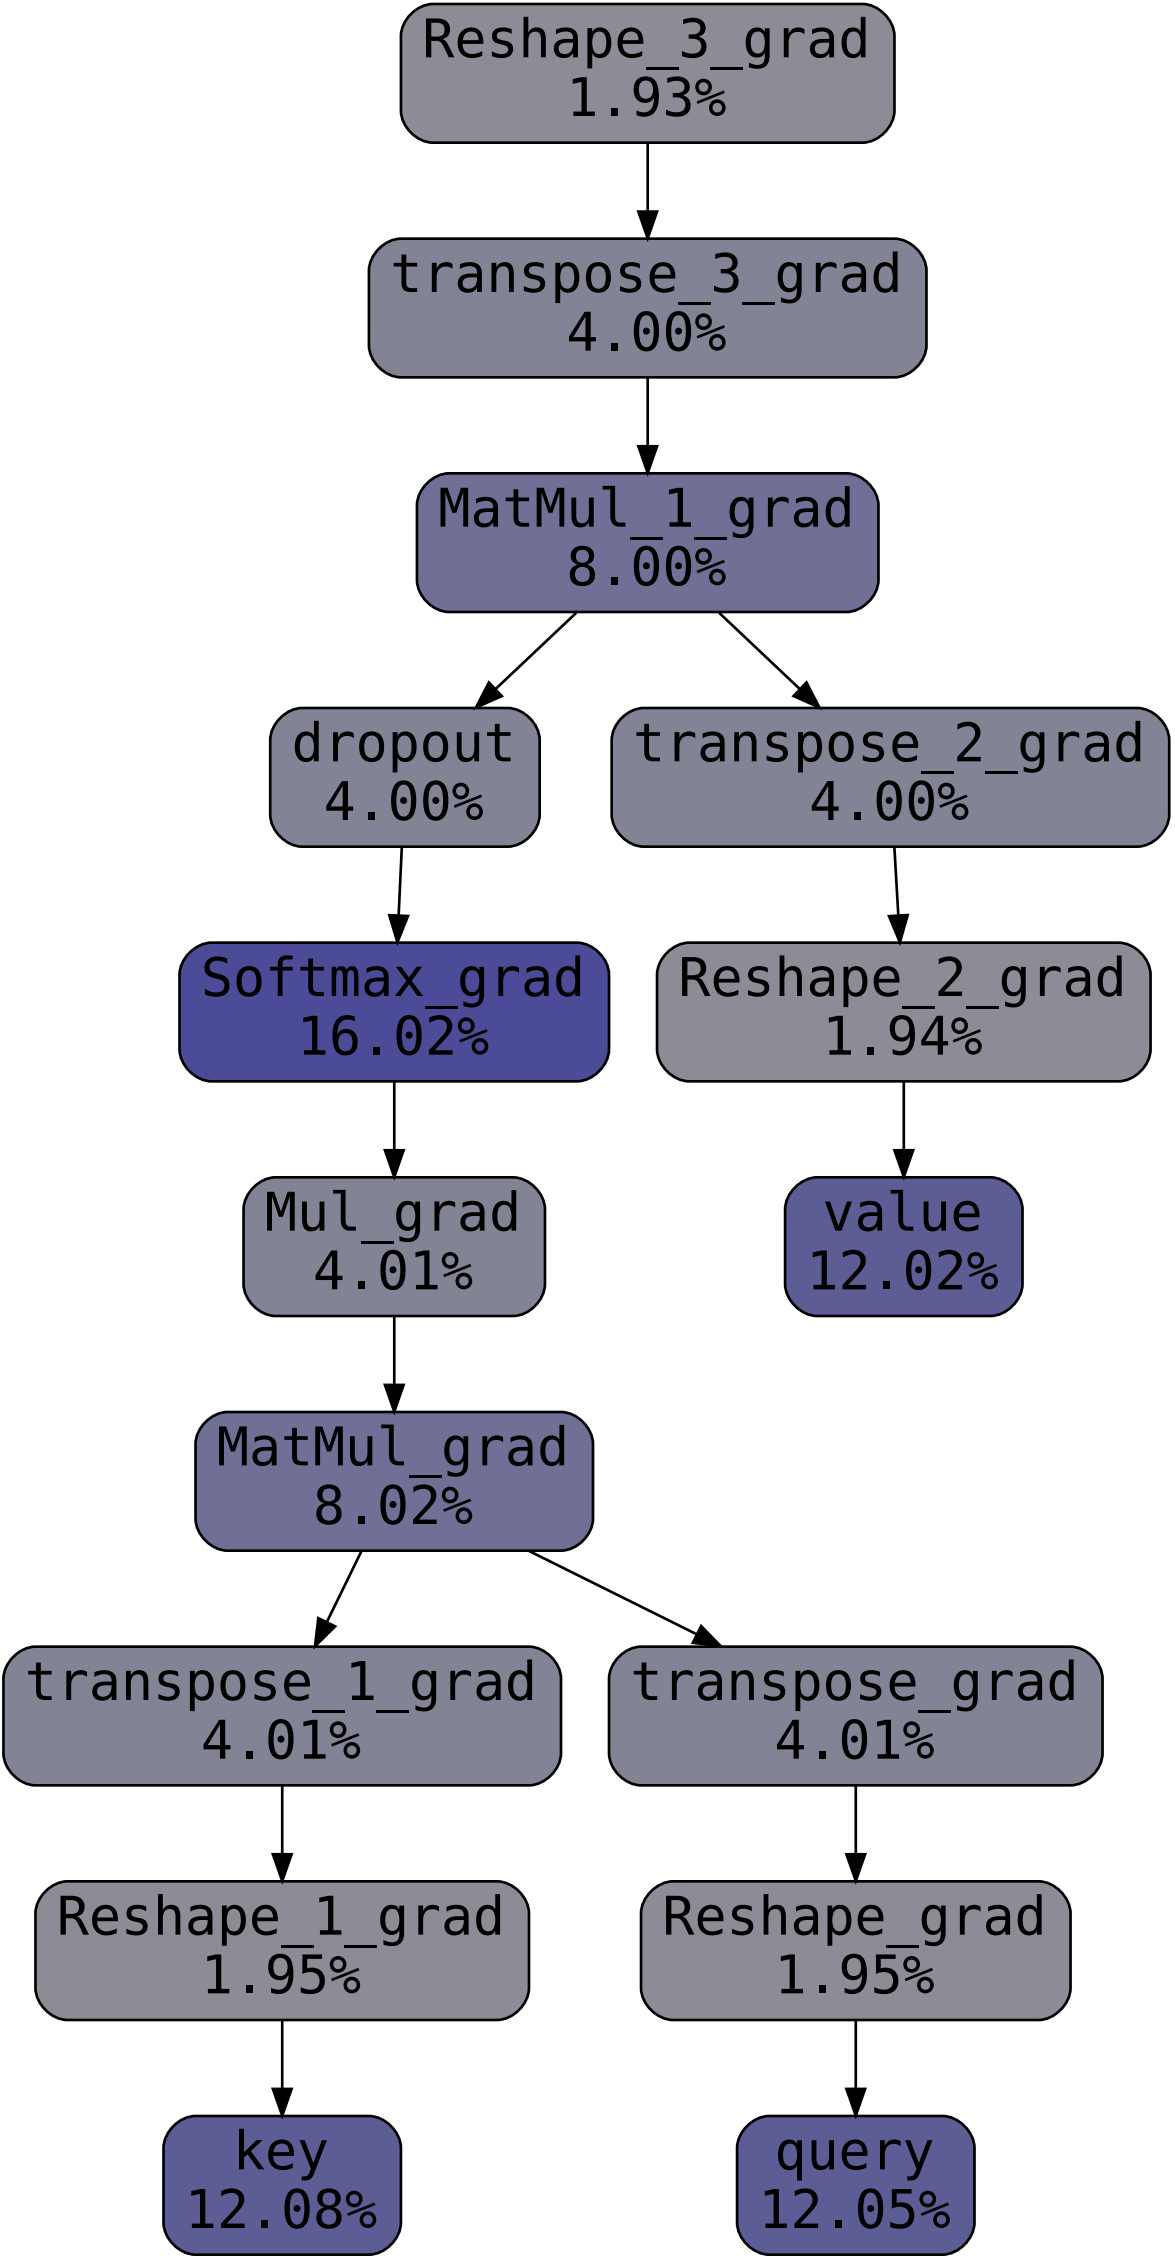 Reshape_3_grad
1.93%
transpose_3_grad
4.00%
MatMul_1_grad
8.00%
dropout
4.00%
transpose_2_grad
4.00%
Softmax_grad
16.02%
Reshape_2_grad
1.94%
Mul_grad
4.01%
value
12.02%
MatMul_grad
8.02%
transpose_1_grad
4.01%
transpose_grad
4.01%
Reshape_1_grad
1.95%
Reshape_grad
1.95%
key
12.08%
query
12.05%